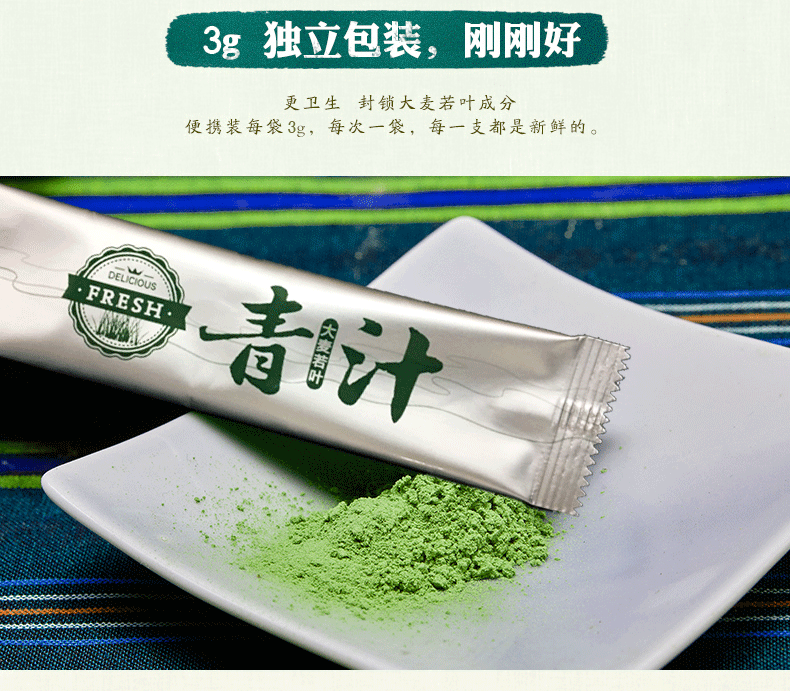 3g 独立包装，刚刚好
更卫生 封锁大麦若叶成分
便携装每袋3g，每次一袋，每一支都是新鲜的。
DELICIOUS
·FRESH·
青汁
大麦若叶